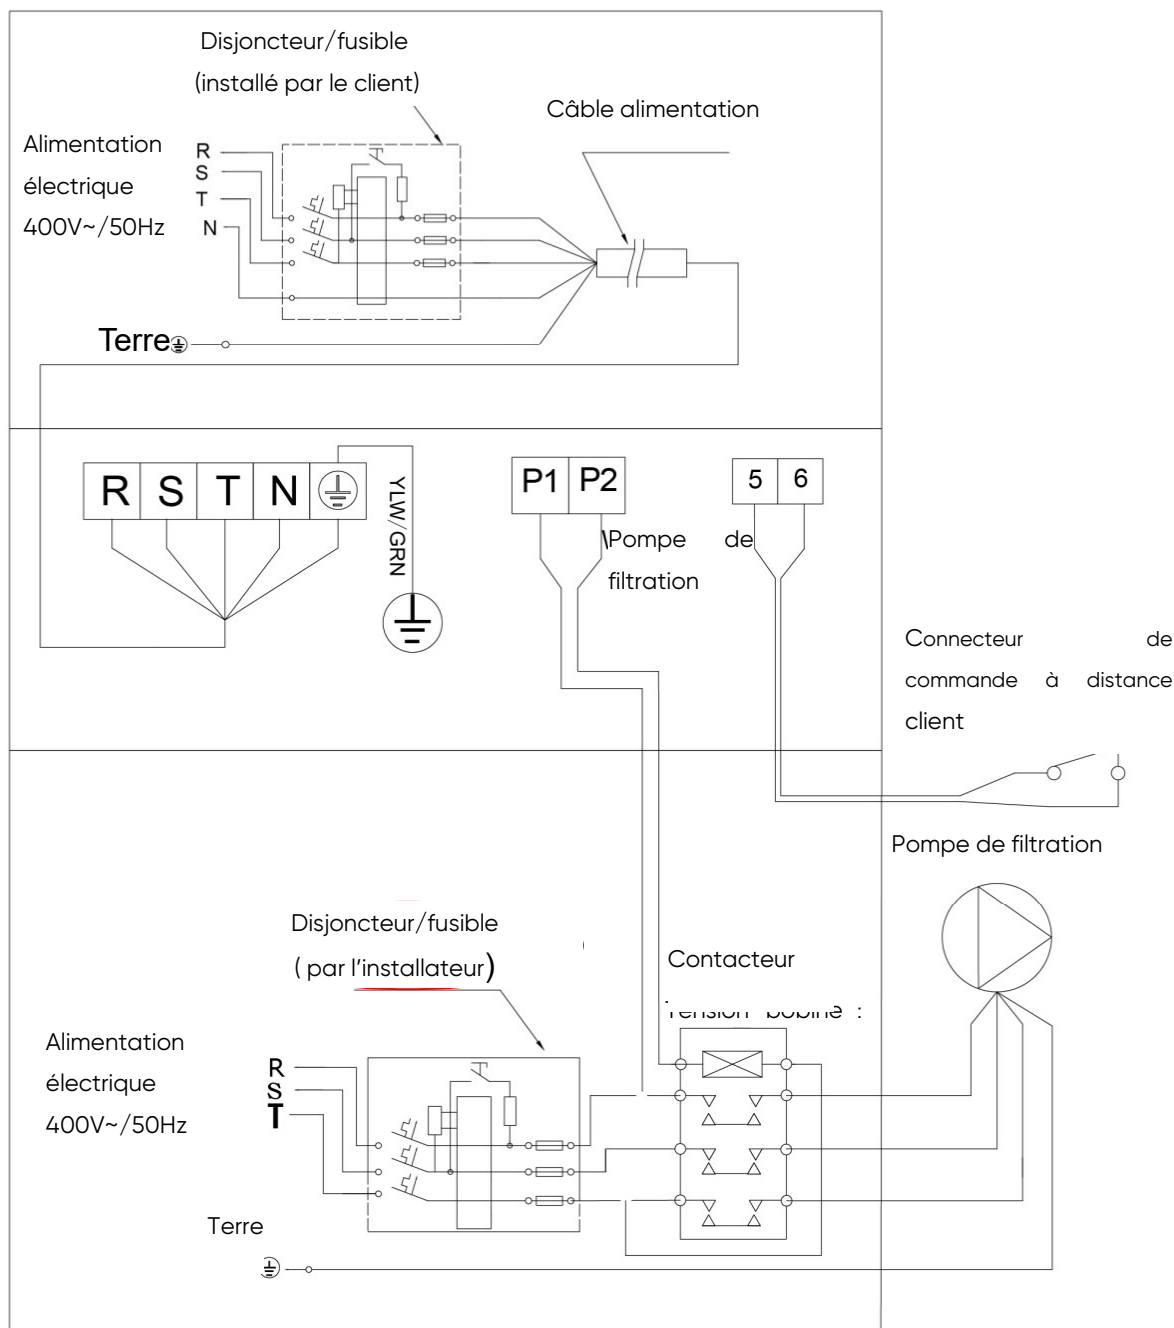 Disjoncteur/fusible
(installé par le client)
Câble alimentation
Alimentation
électrique
400V~/50Hz
R
S
T
N
Terre
R S T N
YLW/GRN
P1 P2
\Pompe de
filtration
5 6
Connecteur de
commande à distance
client
Pompe de filtration
Disjoncteur/fusible
( par l'installateur)
Contacteur
Tension bobine :
Alimentation
électrique
400V~/50Hz
R
S
T
Terre